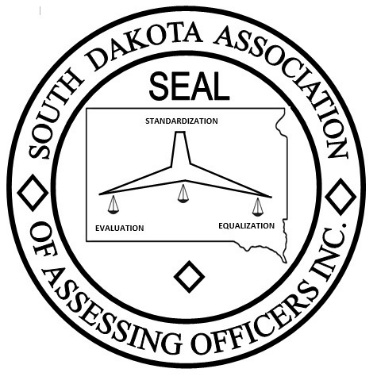 SOUTH DAKOTA ASSOCIATION
OF ASSESSING OFFICERS INC.
SEAL
STANDARDIZATION
EVALUATION
EQUALIZATION